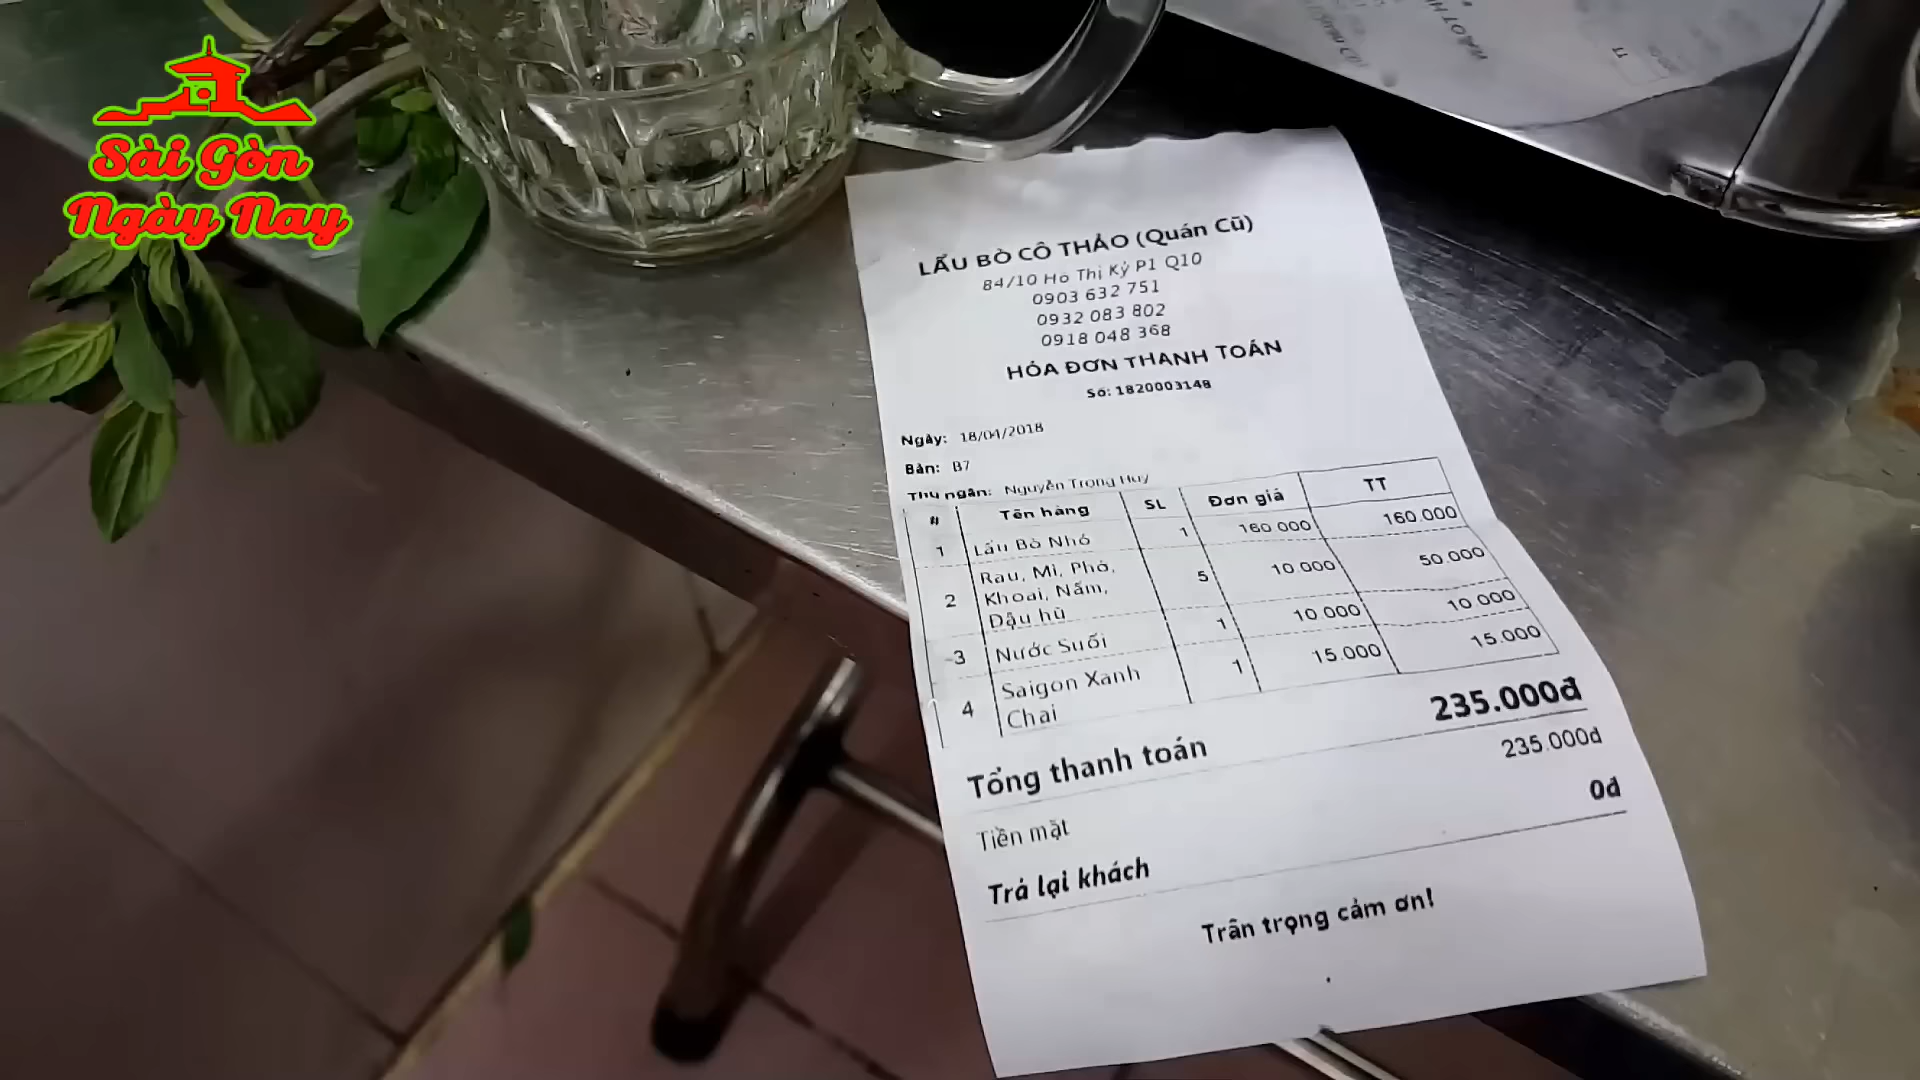 Sài Gòn
Ngày Nay
LẨU BÒ CÔ THẢO (Quán Cũ)
84/10 Hồ Thị Kỷ P1 Q10
0903 632 751
0932 083 802
0918 048 368
HÓA ĐƠN THANH TOÁN
Số: 1820003148
Ngày: 18/04/2018
Bàn: B7
Thu ngân: Nguyễn Trọng Huy
# Tên hàng SL Đơn giá TT
1 Lẩu Bò Nhỏ 1 160.000 160.000
2 Rau, Mì, Phở, 5 10.000 50.000
Khoai, Nấm,
Đậu hũ
3 Nước Suối 1 10.000 10.000
4 Saigon Xanh 1 15.000 15.000
Chai
Tổng thanh toán 235.000đ
Tiền mặt 235.000đ
Trả lại khách 0đ
Trân trọng cảm ơn!